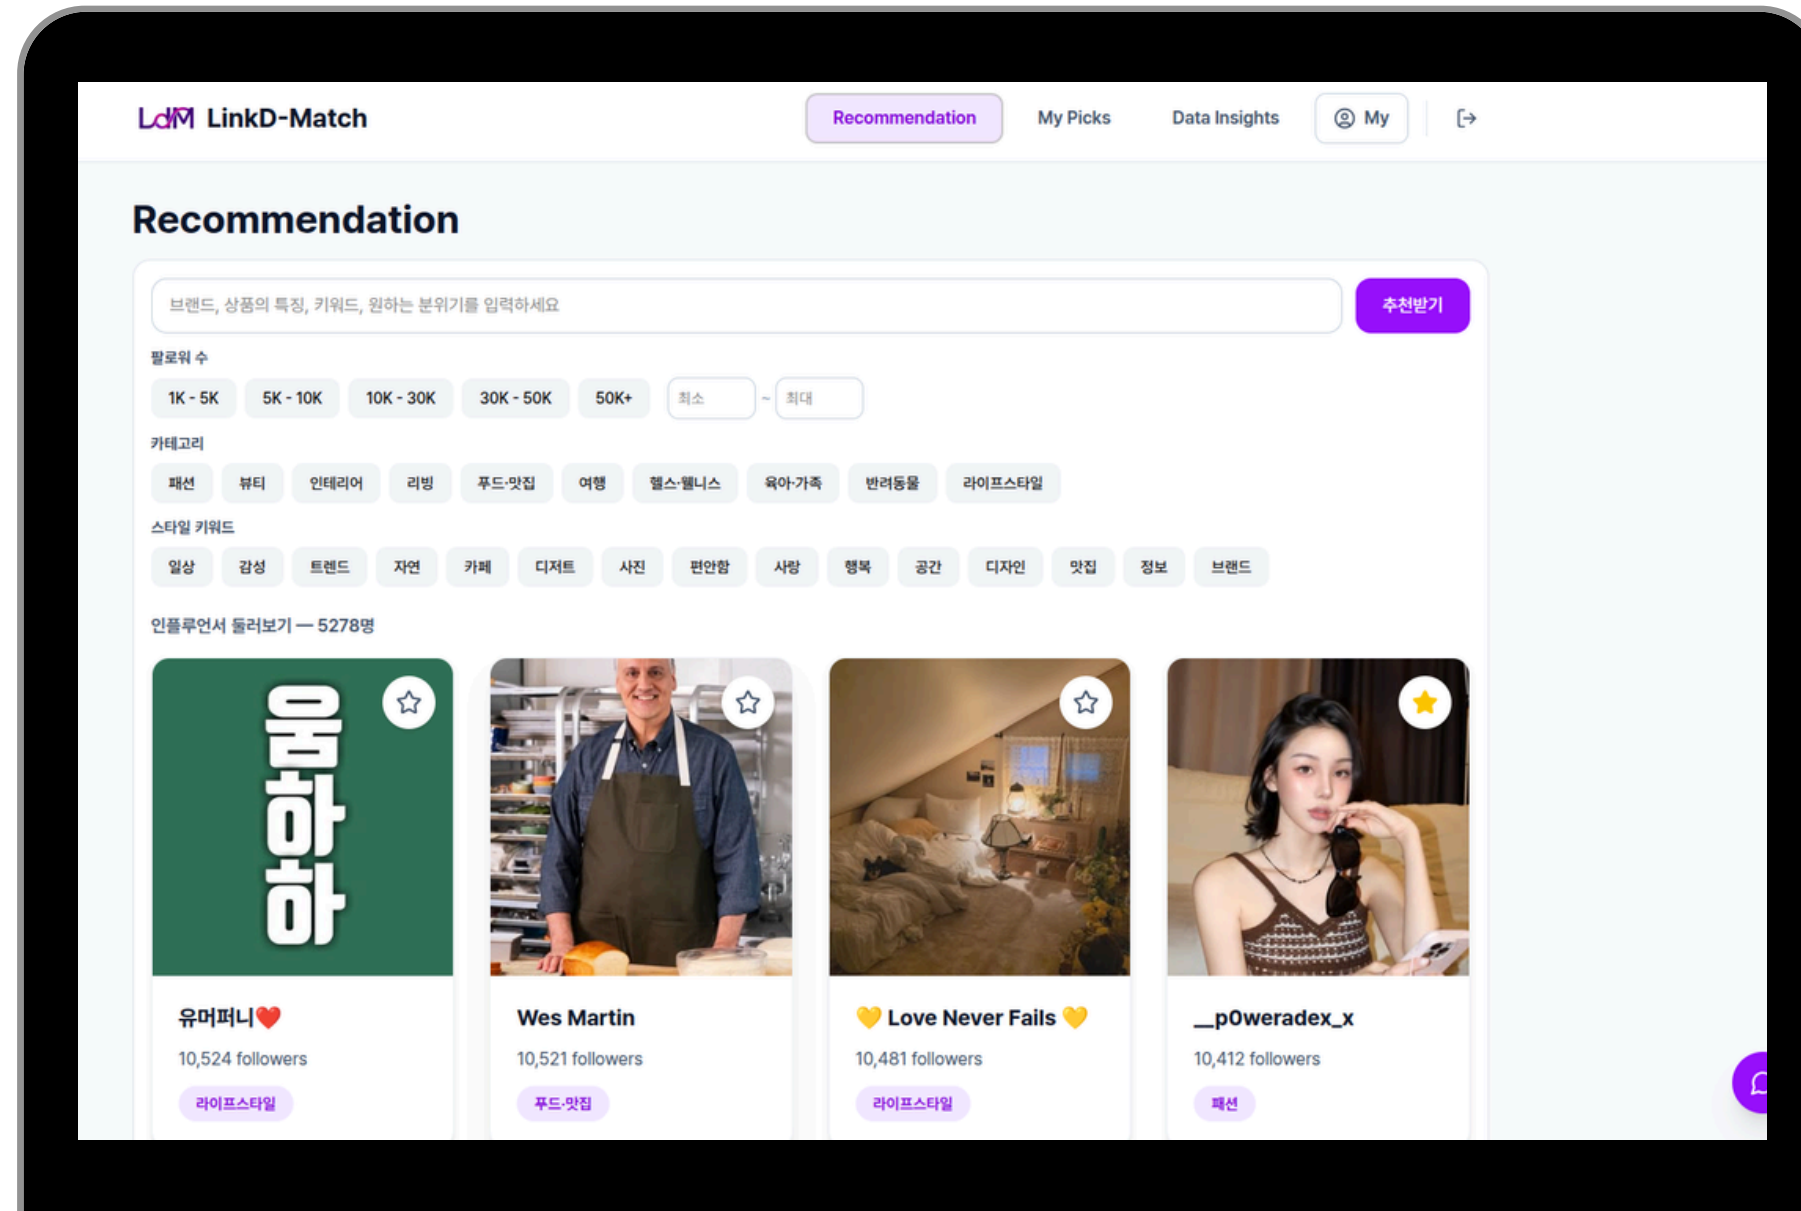 LdM LinkD-Match
Recommendation My Picks Data Insights My
Recommendation
브랜드, 상품의 특징, 키워드, 원하는 분위기를 입력하세요 추천받기
팔로워 수
1K - 5K 5K - 10K 10K - 30K 30K - 50K 50K+ 최소 ~ 최대
카테고리
패션 뷰티 인테리어 리빙 푸드·맛집 여행 헬스·웰니스 육아·가족 반려동물 라이프스타일
스타일 키워드
일상 감성 트렌드 자연 카페 디저트 사진 편안함 사랑 행복 공간 디자인 맛집 정보 브랜드
인플루언서 둘러보기 — 5278명
움하하
유머퍼니❤️
10,524 followers
라이프스타일
Wes Martin
10,521 followers
푸드·맛집
💛 Love Never Fails 💛
10,481 followers
라이프스타일
__p0weradex_x
10,412 followers
패션